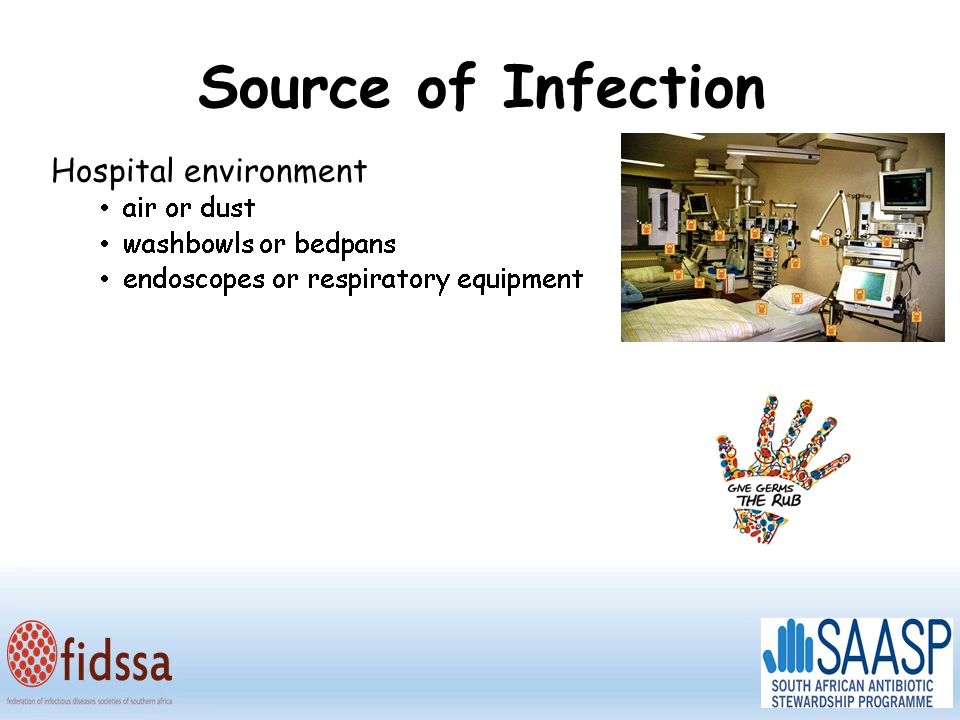 Source of Infection
Hospital environment
• air or dust
• washbowls or bedpans
• endoscopes or respiratory equipment
GIVE GERMS
THE RUB
fidssa
federation of infectious diseases societies of southern africa
SAASP
SOUTH AFRICAN ANTIBIOTIC
STEWARDSHIP PROGRAMME